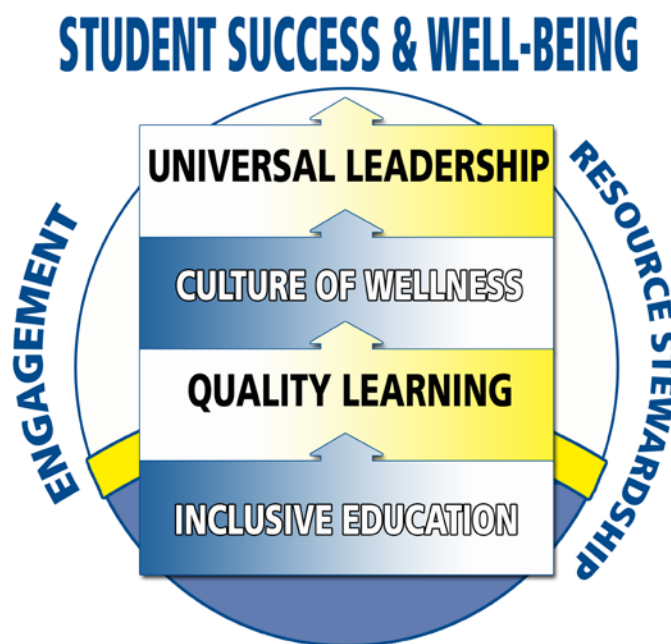 STUDENT SUCCESS & WELL-BEING
UNIVERSAL LEADERSHIP
CULTURE OF WELLNESS
QUALITY LEARNING
INCLUSIVE EDUCATION
ENGAGEMENT
RESOURCE STEWARDSHIP